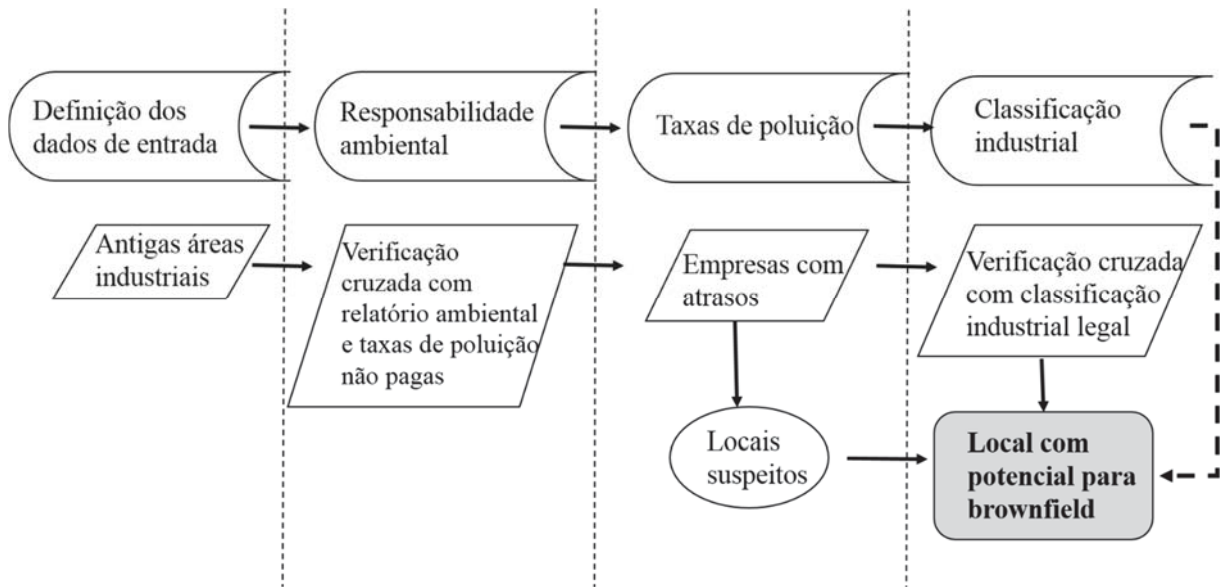 Definição dos
dados de entrada
Responsabilidade
ambiental
Taxas de poluição
Classificação
industrial
Antigas áreas
industriais
Verificação
cruzada com
relatório ambiental
e taxas de poluição
não pagas
Empresas com
atrasos
Verificação cruzada
com classificação
industrial legal
Locais
suspeitos
Local com
potencial para
brownfield